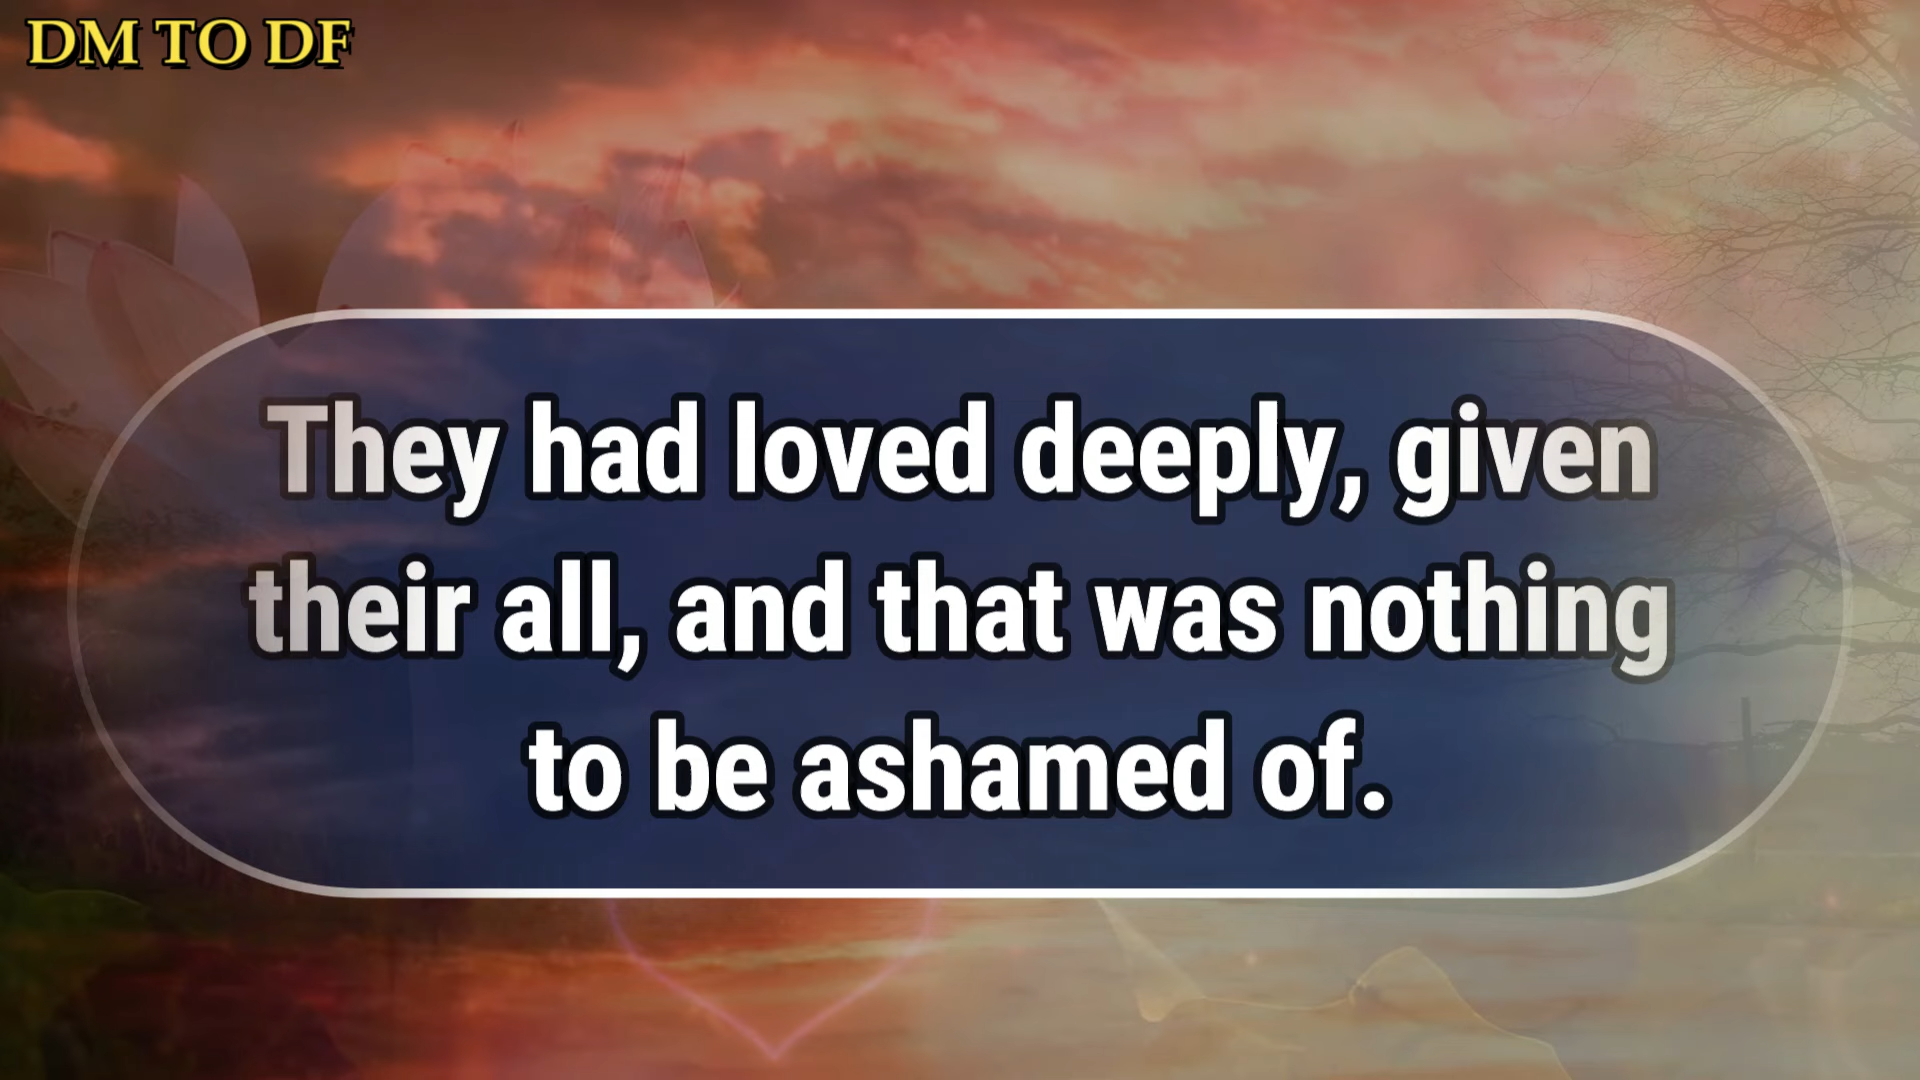 DM TO DF
They had loved deeply, given
their all, and that was nothing
to be ashamed of.